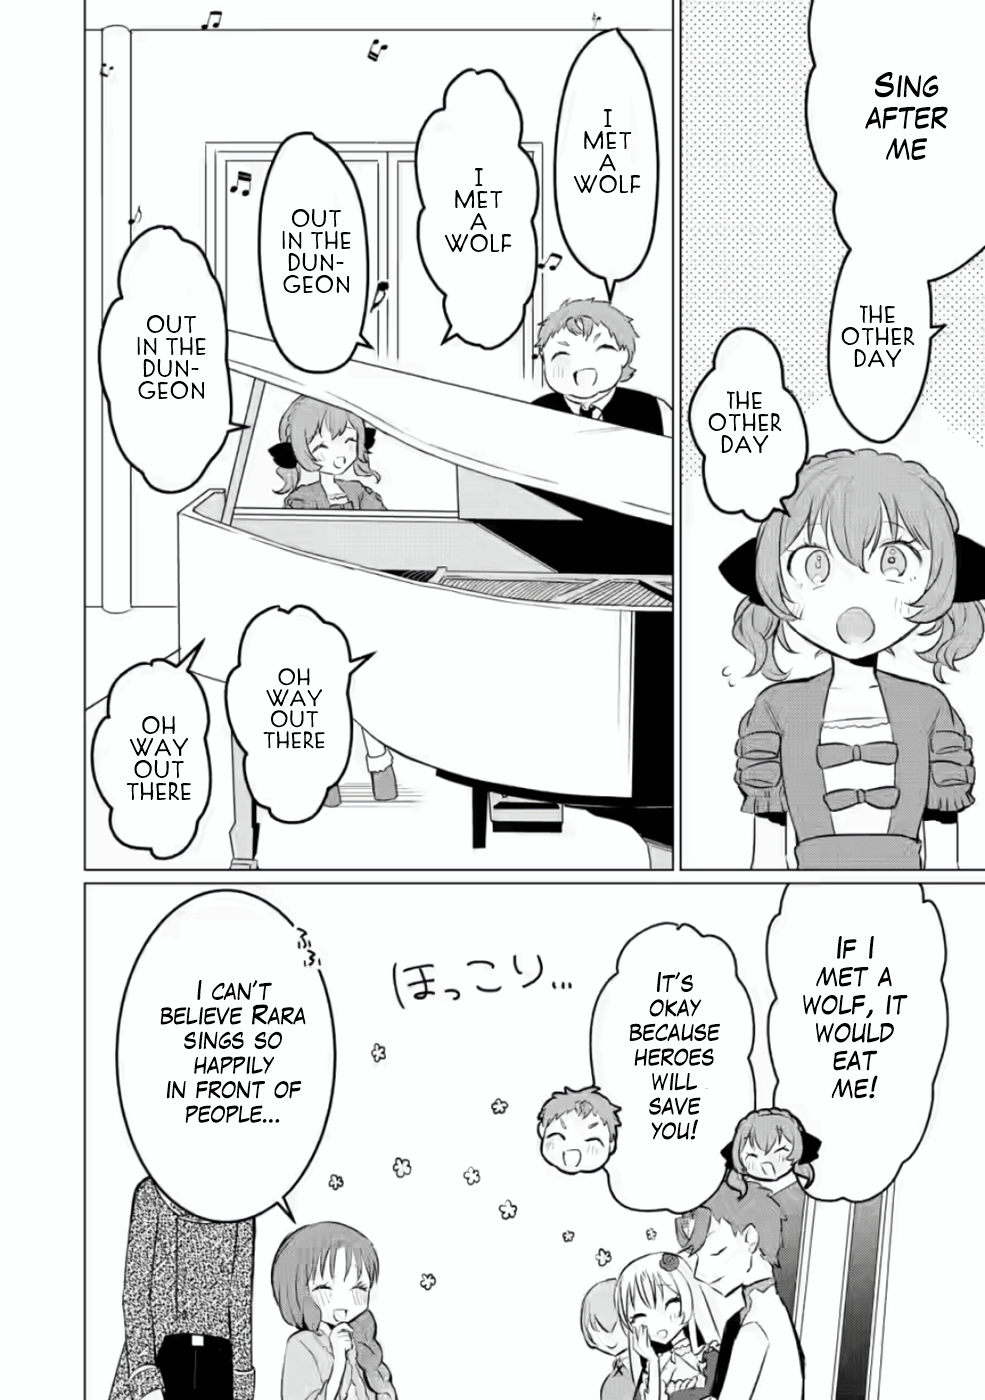 SING
AFTER
ME
THE
OTHER
DAY
THE
OTHER
DAY
I
MET
A
WOLF
I
MET
A
WOLF
OUT
IN THE
DUN-
GEON
OUT
IN THE
DUN-
GEON
OH
WAY
OUT
THERE
OH
WAY
OUT
THERE
IF I
MET A
WOLF, IT
WOULD
EAT
ME!
IT'S
OKAY
BECAUSE
HEROES
WILL
SAVE
YOU!
ほっこり...
ふふ
I CAN'T
BELIEVE RARA
SINGS SO
HAPPILY
IN FRONT OF
PEOPLE...